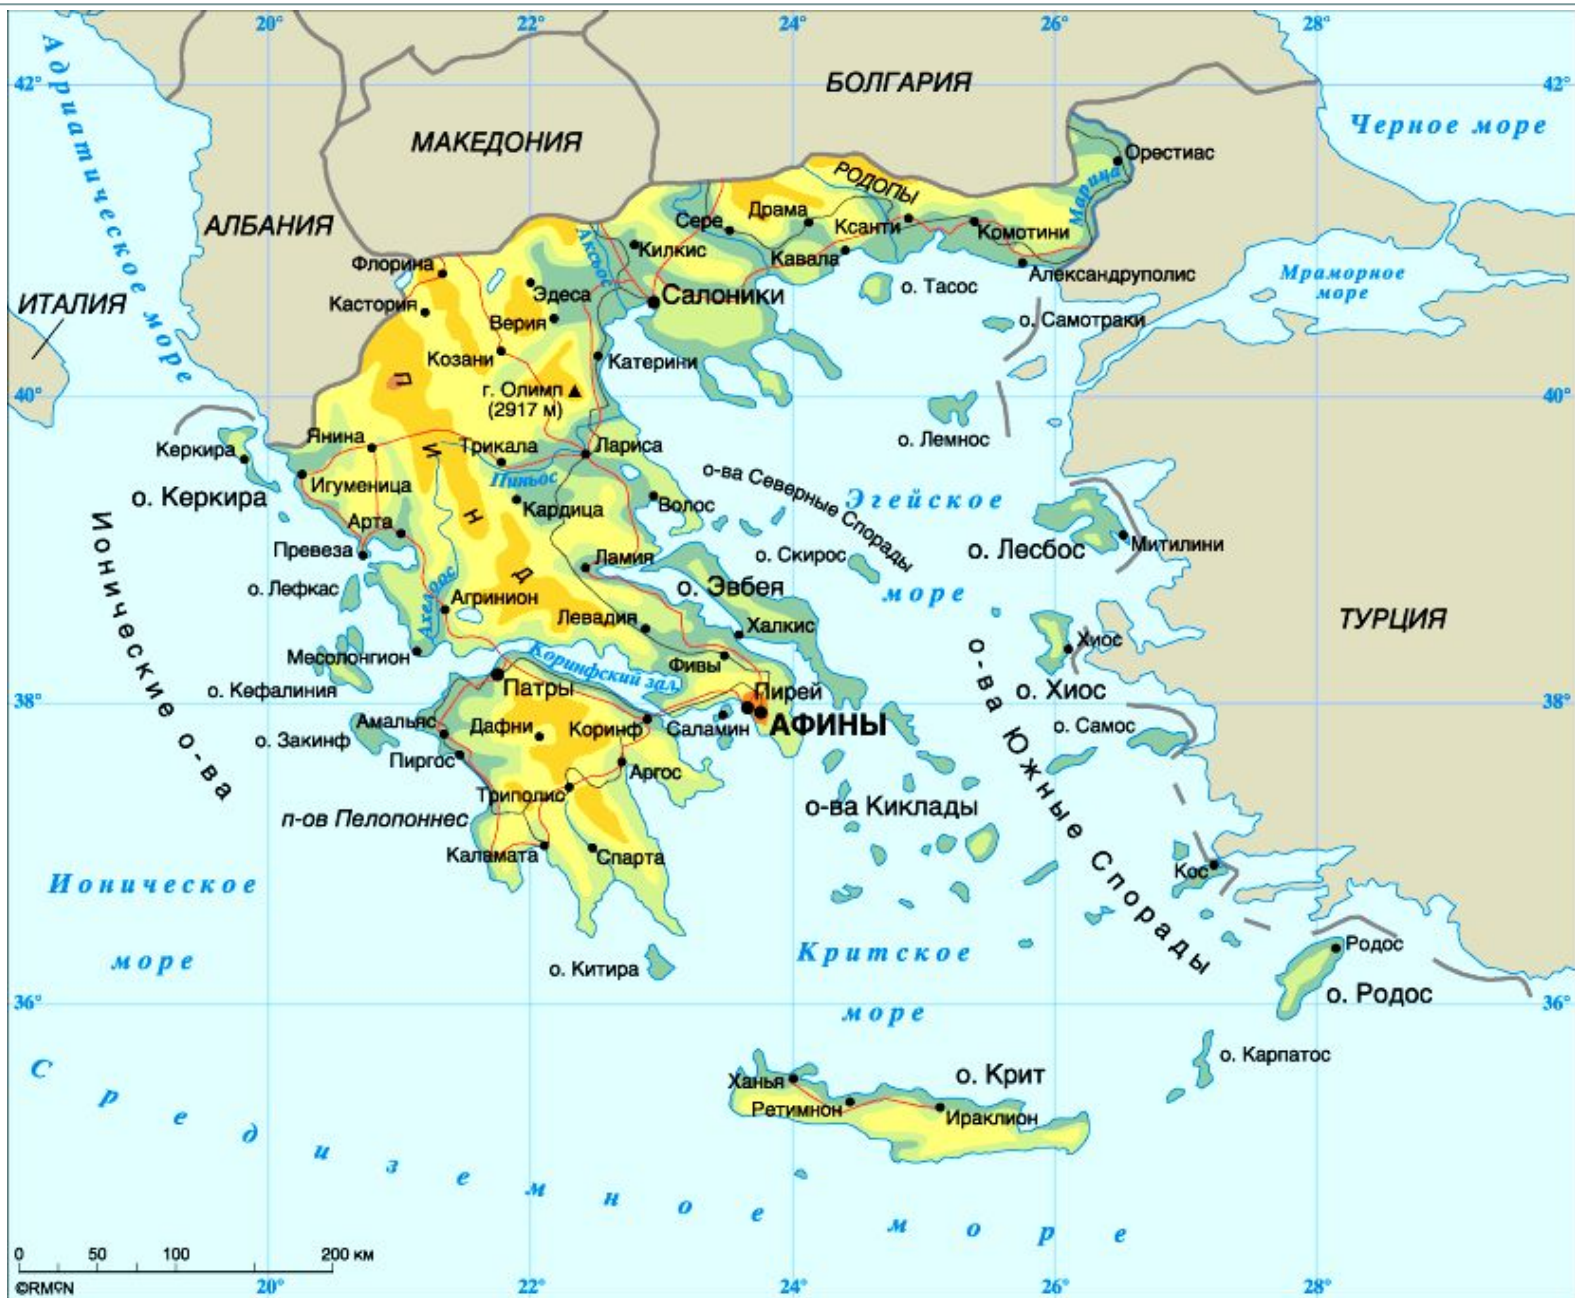 20°
22°
24°
26°
28°
42°
42°
Адриатическое море
БОЛГАРИЯ
Черное море
МАКЕДОНИЯ
Орестиас
РОДОПЫ
Марица
АЛБАНИЯ
Сере
Драма
Ксанти
Комотини
Аксьос
Килкис
Кавала
Флорина
Александруполис
Мраморное
море
Эдеса
о. Тасос
ИТАЛИЯ
Кастория
Салоники
Верия
о. Самотраки
Козани
Катерини
г. Олимп
(2917 м)
40°
40°
ПИНД
Керкира
Янина
Трикала
Лариса
о. Лемнос
Игуменица
Пиньос
о-ва Северные Спорады
о. Керкира
Кардица
Волос
Эгейское
море
Арта
Превеза
о. Скирос
о. Лесбос
Митилини
Ламия
о. Лефкас
о. Эвбея
Ахелоос
Агринион
Левадия
Халкис
ТУРЦИЯ
Ионические о-ва
Хиос
Месолонгион
Коринфский зал.
Фивы
о. Кефалиния
Патры
Пирей
о. Хиос
38°
38°
Амальяс
Дафни
Коринф
Саламин
АФИНЫ
о. Самос
о. Закинф
Пиргос
Аргос
о-ва Южные Спорады
Триполис
о-ва Киклады
п-ов Пелопоннес
Каламата
Спарта
Кос
Ионическое
море
Критское
море
о. Китира
Родос
о. Родос
36°
36°
о. Карпатос
Ханья
о. Крит
Ретимнон
Ираклион
Средиземное море
0
50
100
200 км
©RMCN
20°
22°
24°
26°
28°